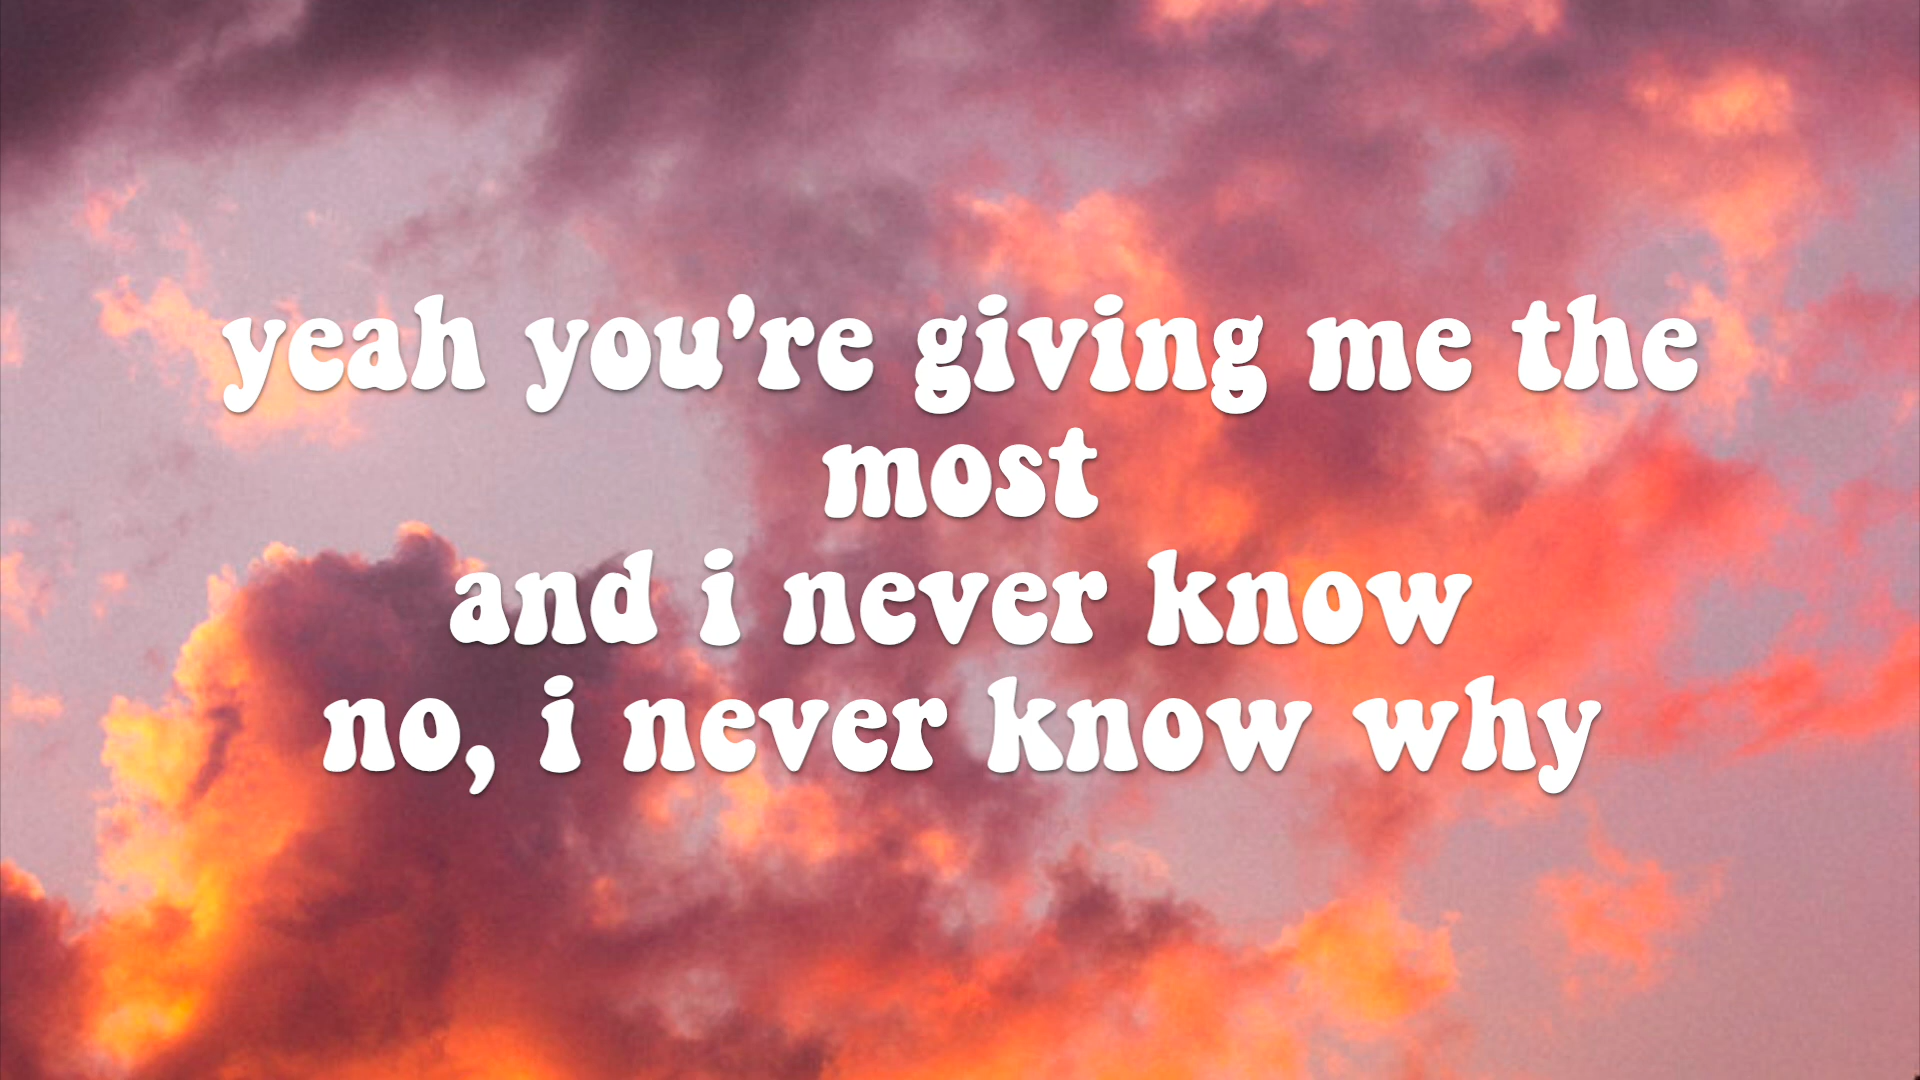 yeah you're giving me the
most
and i never know
no, i never know why